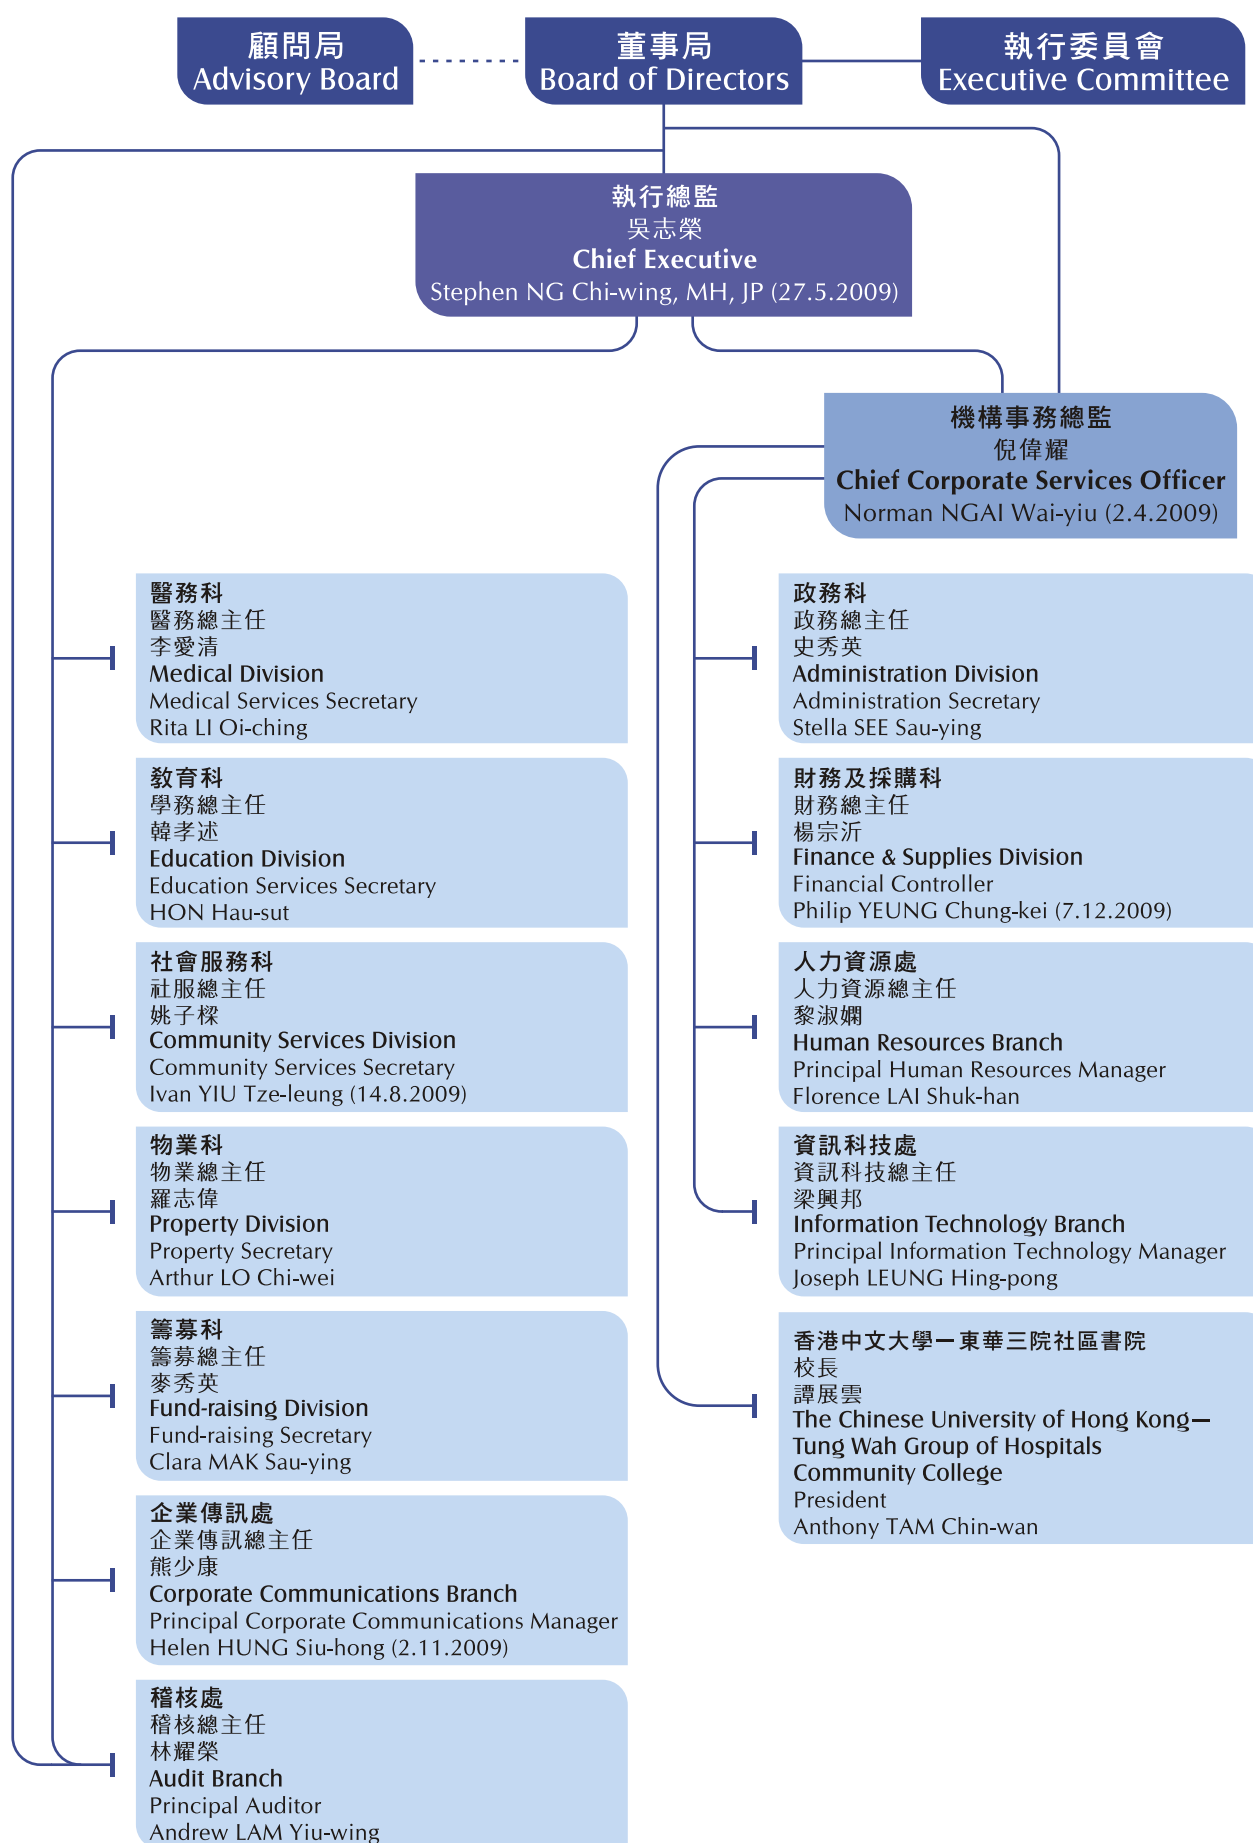 顧問局
Advisory Board
董事局
Board of Directors
執行委員會
Executive Committee
執行總監
吳志榮
Chief Executive
Stephen NG Chi-wing, MH, JP (27.5.2009)
機構事務總監
倪偉耀
Chief Corporate Services Officer
Norman NGAI Wai-yiu (2.4.2009)
醫務科
醫務總主任
李愛清
Medical Division
Medical Services Secretary
Rita LI Oi-ching
教育科
學務總主任
韓孝述
Education Division
Education Services Secretary
HON Hau-sut
社會服務科
社服總主任
姚子樑
Community Services Division
Community Services Secretary
Ivan YIU Tze-leung (14.8.2009)
物業科
物業總主任
羅志偉
Property Division
Property Secretary
Arthur LO Chi-wei
籌募科
籌募總主任
麥秀英
Fund-raising Division
Fund-raising Secretary
Clara MAK Sau-ying
企業傳訊處
企業傳訊總主任
熊少康
Corporate Communications Branch
Principal Corporate Communications Manager
Helen HUNG Siu-hong (2.11.2009)
稽核處
稽核總主任
林耀榮
Audit Branch
Principal Auditor
Andrew LAM Yiu-wing
政務科
政務總主任
史秀英
Administration Division
Administration Secretary
Stella SEE Sau-ying
財務及採購科
財務總主任
楊宗沂
Finance & Supplies Division
Financial Controller
Philip YEUNG Chung-kei (7.12.2009)
人力資源處
人力資源總主任
黎淑嫻
Human Resources Branch
Principal Human Resources Manager
Florence LAI Shuk-han
資訊科技處
資訊科技總主任
梁興邦
Information Technology Branch
Principal Information Technology Manager
Joseph LEUNG Hing-pong
香港中文大學—東華三院社區書院
校長
譚展雲
The Chinese University of Hong Kong—
Tung Wah Group of Hospitals
Community College
President
Anthony TAM Chin-wan